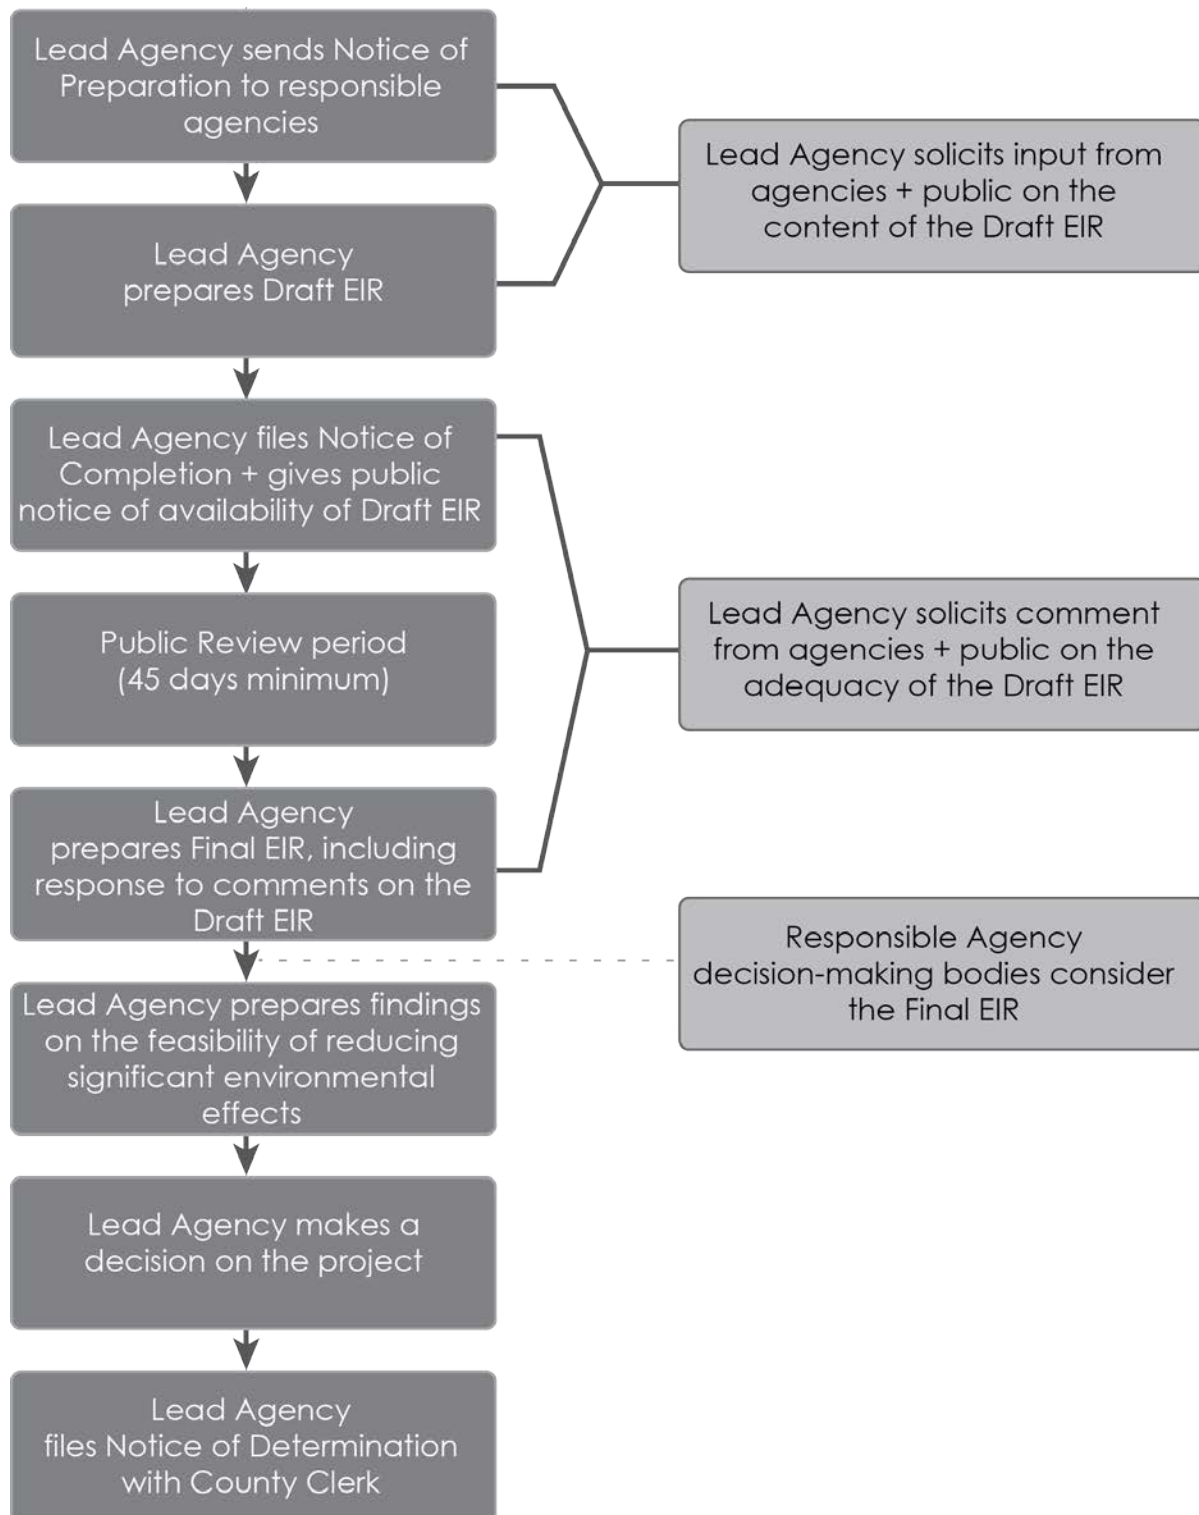 Lead Agency sends Notice of
Preparation to responsible
agencies
Lead Agency solicits input from
agencies + public on the
content of the Draft EIR
Lead Agency
prepares Draft EIR
Lead Agency files Notice of
Completion + gives public
notice of availability of Draft EIR
Public Review period
(45 days minimum)
Lead Agency solicits comment
from agencies + public on the
adequacy of the Draft EIR
Lead Agency
prepares Final EIR, including
response to comments on the
Draft EIR
Responsible Agency
decision-making bodies consider
the Final EIR
Lead Agency prepares findings
on the feasibility of reducing
significant environmental
effects
Lead Agency makes a
decision on the project
Lead Agency
files Notice of Determination
with County Clerk